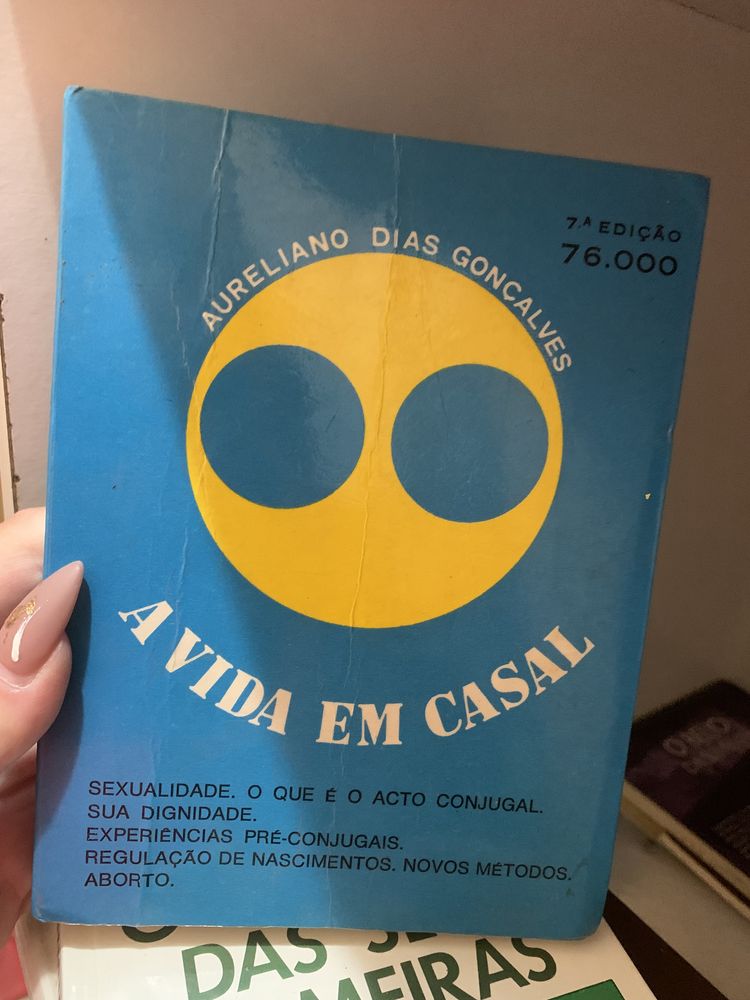 7.ª EDIÇÃO
76.000
AURELIANO DIAS GONÇALVES
A VIDA EM CASAL
SEXUALIDADE. O QUE É O ACTO CONJUGAL.
SUA DIGNIDADE.
EXPERIÊNCIAS PRÉ-CONJUGAIS.
REGULAÇÃO DE NASCIMENTOS. NOVOS MÉTODOS.
ABORTO.
DAS